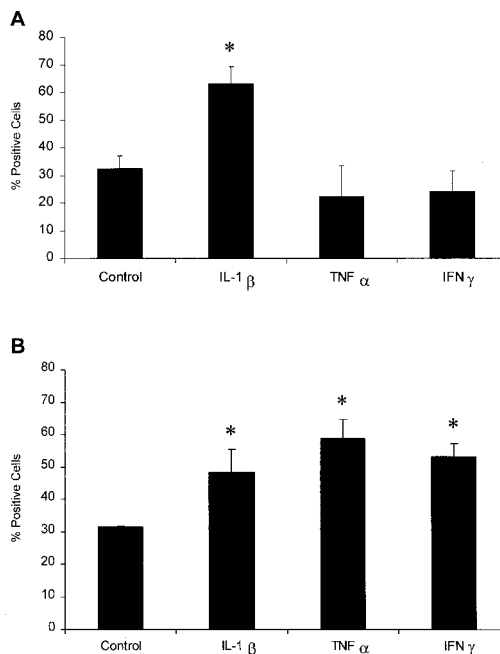 A
80
70
60
50
40
30
20
10
0
% Positive Cells
*
Control IL-1 β TNF α IFN γ
B
80
70
60
50
40
30
20
10
0
% Positive Cells
* * *
Control IL-1 β TNF α IFN γ